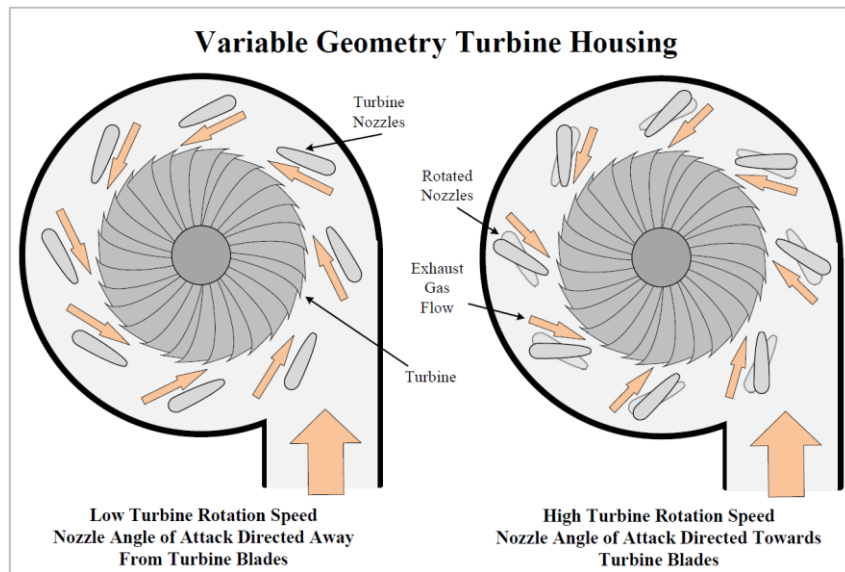 Variable Geometry Turbine Housing
Turbine
Nozzles
Rotated
Nozzles
Exhaust
Gas
Flow
Turbine
Low Turbine Rotation Speed
Nozzle Angle of Attack Directed Away
From Turbine Blades
High Turbine Rotation Speed
Nozzle Angle of Attack Directed Towards
Turbine Blades